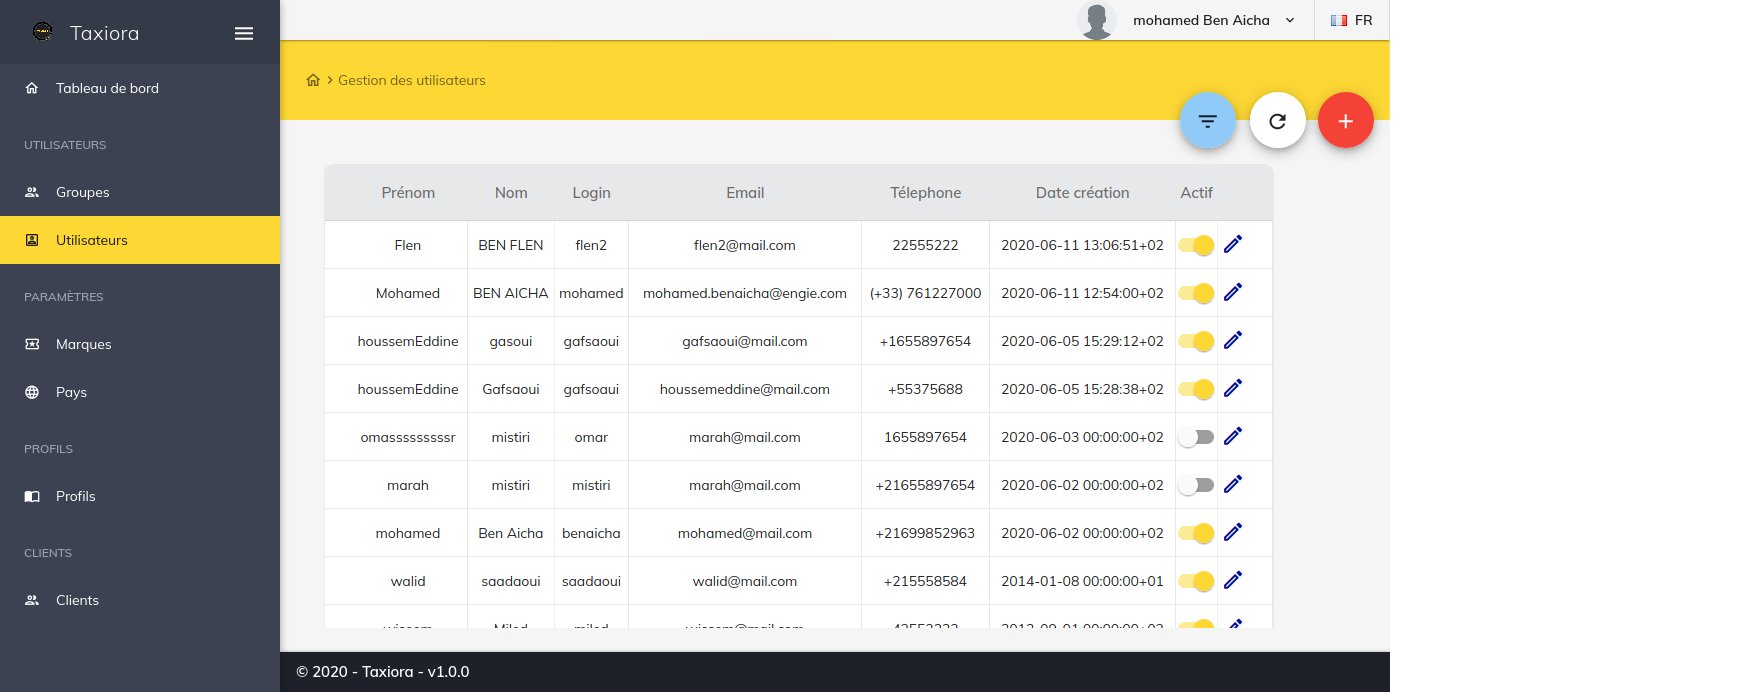 Taxiora
mohamed Ben Aicha
FR
Tableau de bord
UTILISATEURS
Groupes
Utilisateurs
PARAMÈTRES
Marques
Pays
PROFILS
Profils
CLIENTS
Clients
Gestion des utilisateurs
Prénom Nom Login Email Télephone Date création Actif
Flen BEN FLEN flen2 flen2@mail.com 22555222 2020-06-11 13:06:51+02
Mohamed BEN AICHA mohamed mohamed.benaicha@engie.com (+33) 761227000 2020-06-11 12:54:00+02
houssemEddine gasoui gafsaoui gafsaoui@mail.com +1655897654 2020-06-05 15:29:12+02
houssemEddine Gafsaoui gafsoaui houssemeddine@mail.com +55375688 2020-06-05 15:28:38+02
omasssssssssr mistiri omar marah@mail.com 1655897654 2020-06-03 00:00:00+02
marah mistiri mistiri marah@mail.com +21655897654 2020-06-02 00:00:00+02
mohamed Ben Aicha benaicha mohamed@mail.com +21699852963 2020-06-02 00:00:00+02
walid saadaoui saadaoui walid@mail.com +215558584 2014-01-08 00:00:00+01
© 2020 - Taxiora - v1.0.0